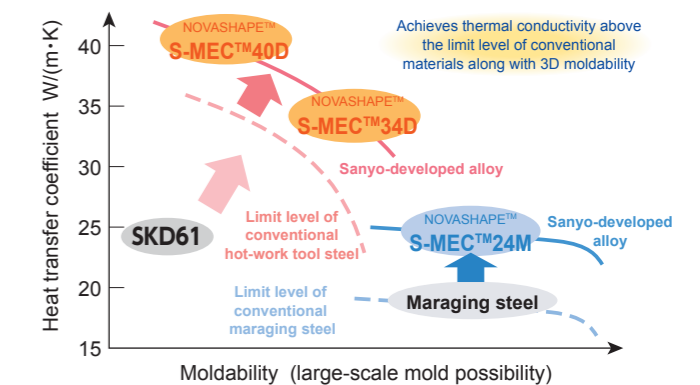 Heat transfer coefficient W/(m·K)
40
35
30
25
20
15
NOVASHAPE™
S-MEC™40D
Achieves thermal conductivity above
the limit level of conventional
materials along with 3D moldability
NOVASHAPE™
S-MEC™34D
Sanyo-developed alloy
SKD61
Limit level of
conventional
hot-work tool steel
NOVASHAPE™
S-MEC™24M
Sanyo-developed
alloy
Limit level of
conventional
maraging steel
Maraging steel
Moldability (large-scale mold possibility)